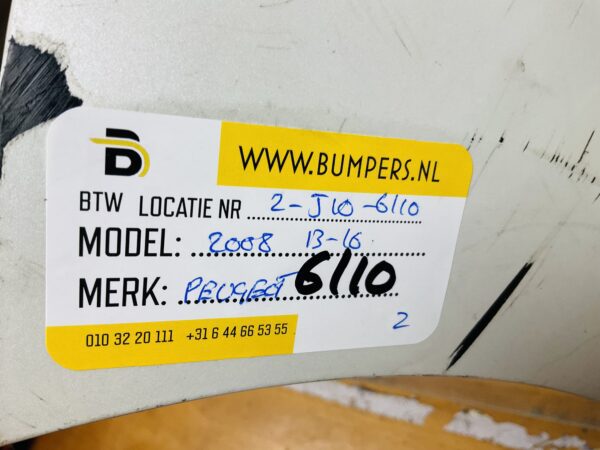 B
WWW.BUMPERS.NL
BTW LOCATIE NR 2-J10-6110
MODEL: 2008 13-16
MERK: PEUGEOT 6110
2
010 32 20 111 +31 6 44 66 53 55